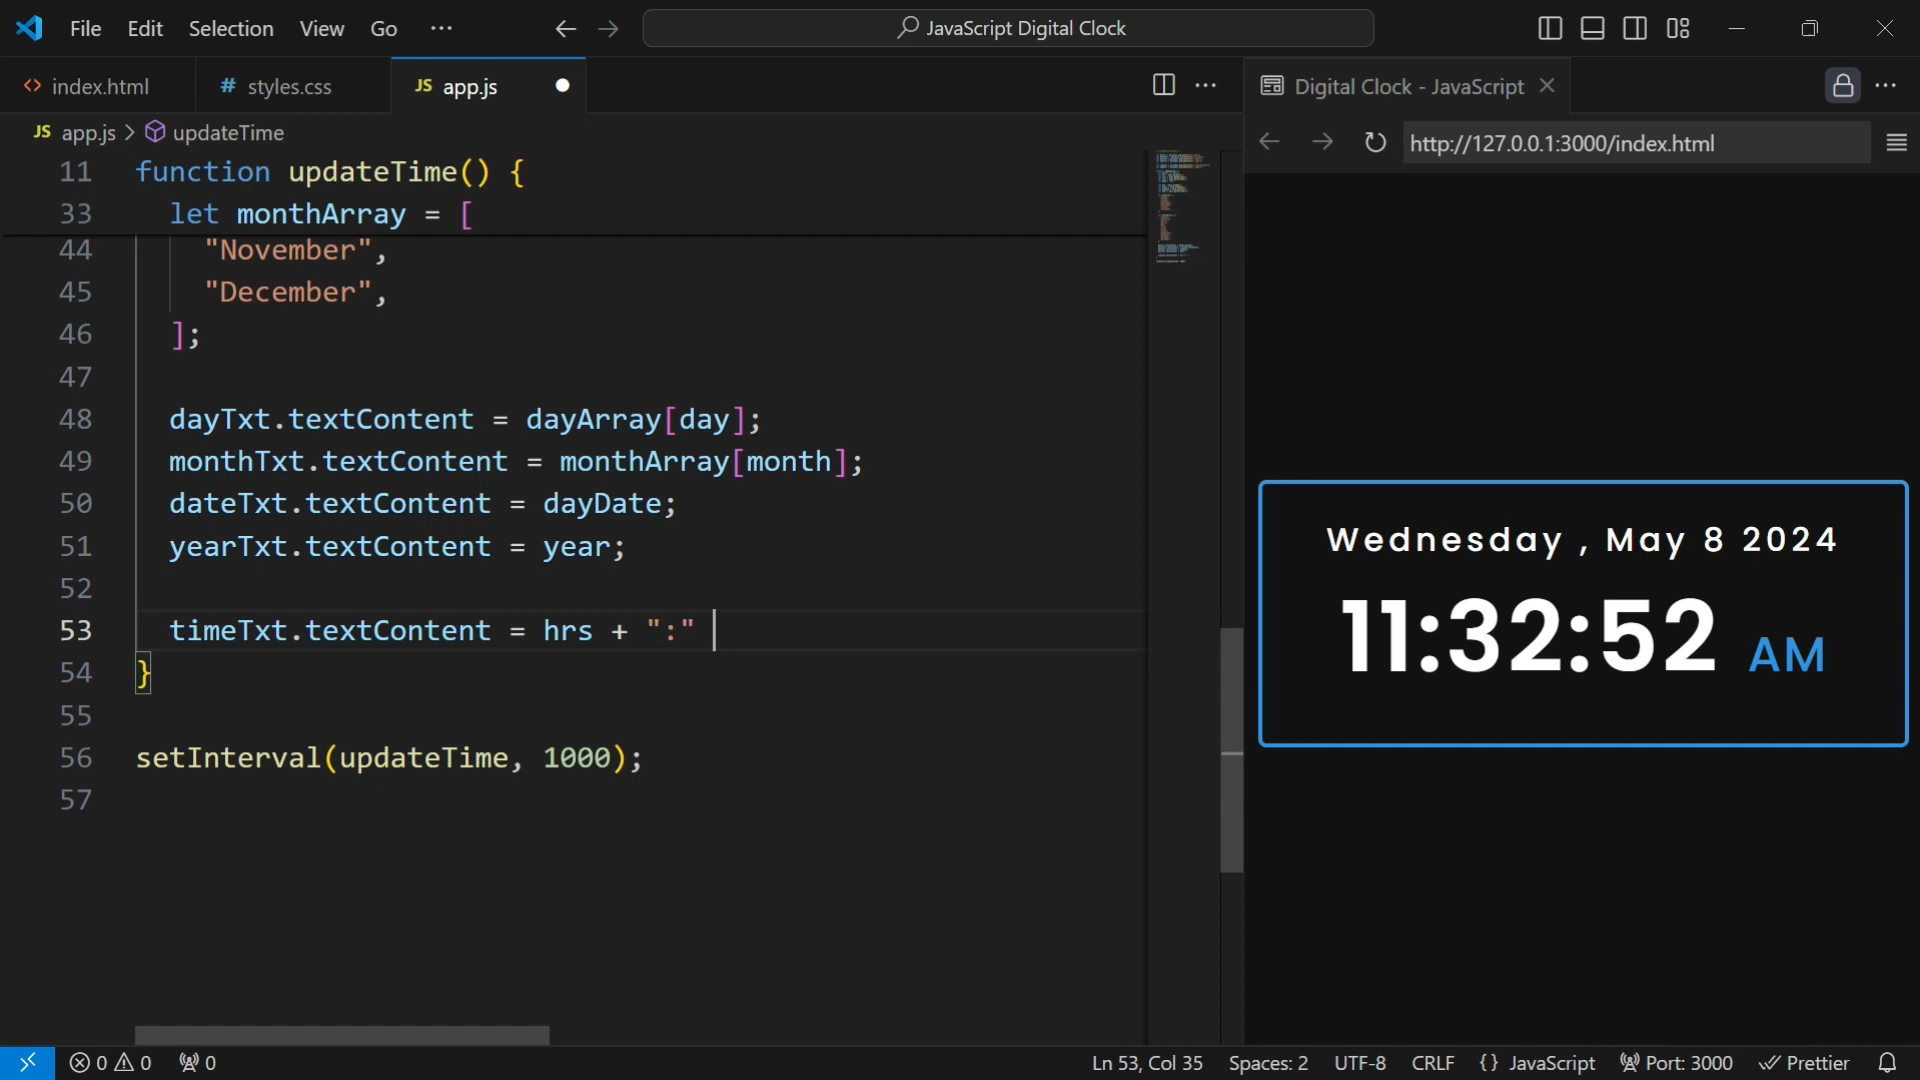 File Edit Selection View Go ··· JavaScript Digital Clock
index.html # styles.css JS app.js
Digital Clock - JavaScript
JS app.js > updateTime
http://127.0.0.1:3000/index.html
11 function updateTime() {
33 let monthArray = [
44 "November",
45 "December",
46 ];
47
48 dayTxt.textContent = dayArray[day];
49 monthTxt.textContent = monthArray[month];
50 dateTxt.textContent = dayDate;
51 yearTxt.textContent = year;
52
53 timeTxt.textContent = hrs + ":"
54 }
55
56 setInterval(updateTime, 1000);
57
Wednesday , May 8 2024
11:32:52 AM
0 0 0 Ln 53, Col 35 Spaces: 2 UTF-8 CRLF {} JavaScript Port: 3000 Prettier